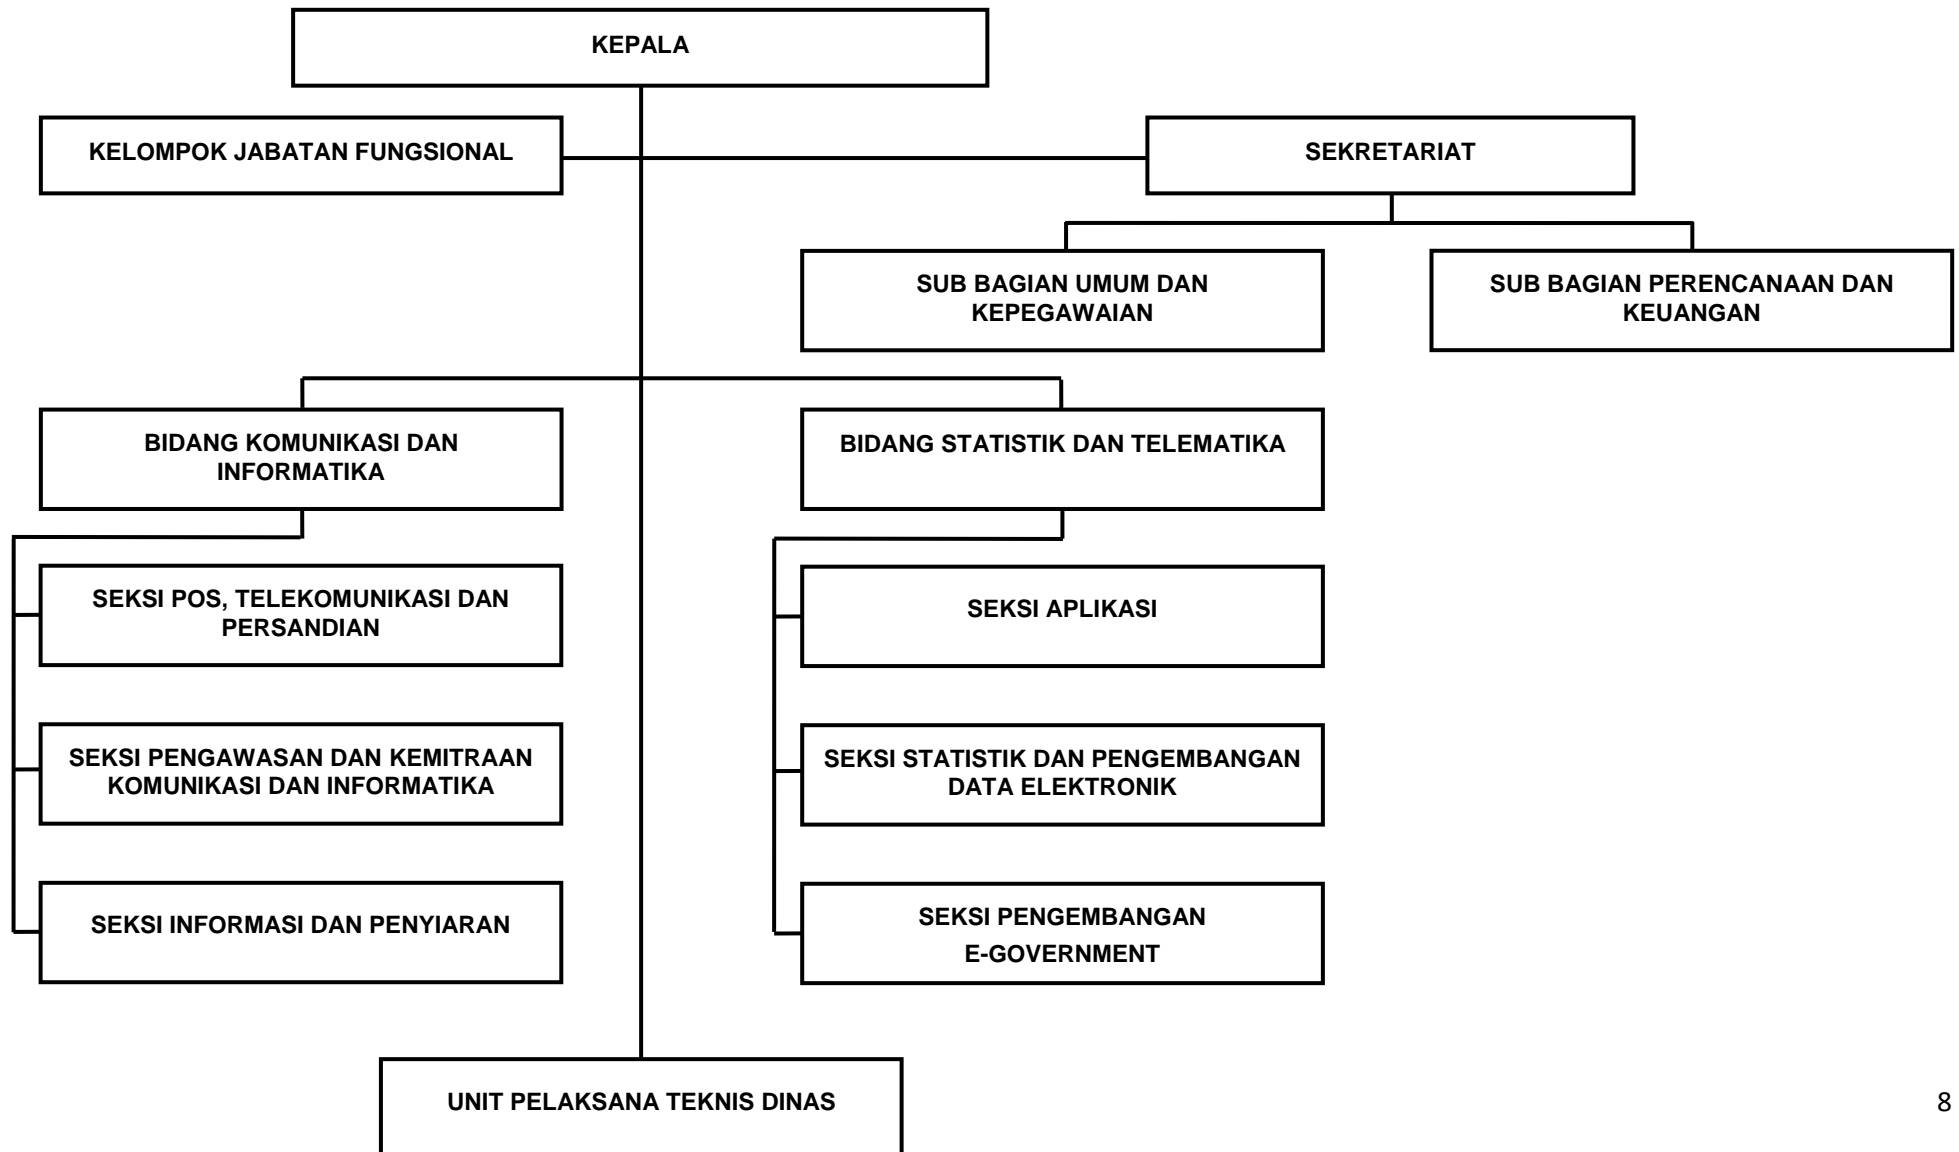 KEPALA
KELOMPOK JABATAN FUNGSIONAL
SEKRETARIAT
SUB BAGIAN UMUM DAN
KEPEGAWAIAN
SUB BAGIAN PERENCANAAN DAN
KEUANGAN
BIDANG KOMUNIKASI DAN
INFORMATIKA
BIDANG STATISTIK DAN TELEMATIKA
SEKSI POS, TELEKOMUNIKASI DAN
PERSANDIAN
SEKSI APLIKASI
SEKSI PENGAWASAN DAN KEMITRAAN
KOMUNIKASI DAN INFORMATIKA
SEKSI STATISTIK DAN PENGEMBANGAN
DATA ELEKTRONIK
SEKSI INFORMASI DAN PENYIARAN
SEKSI PENGEMBANGAN
E-GOVERNMENT
UNIT PELAKSANA TEKNIS DINAS
8